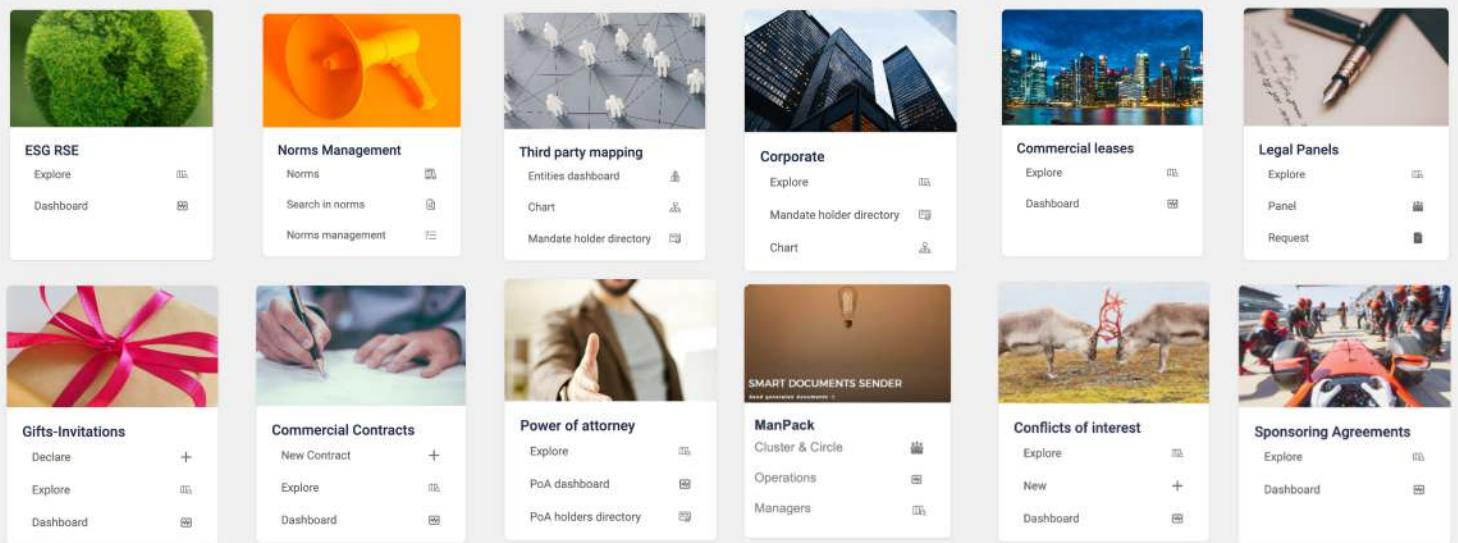 ESG RSE
Explore
Dashboard
Norms Management
Norms
Search in norms
Norms management
Third party mapping
Entities dashboard
Chart
Mandate holder directory
Corporate
Explore
Mandate holder directory
Chart
Commercial leases
Explore
Dashboard
Legal Panels
Explore
Panel
Request
Gifts-Invitations
Declare
Explore
Dashboard
Commercial Contracts
New Contract
Explore
Dashboard
Power of attorney
Explore
PoA dashboard
PoA holders directory
SMART DOCUMENTS SENDER
Send generated documents
ManPack
Cluster & Circle
Operations
Managers
Conflicts of interest
Explore
New
Dashboard
Sponsoring Agreements
Explore
Dashboard